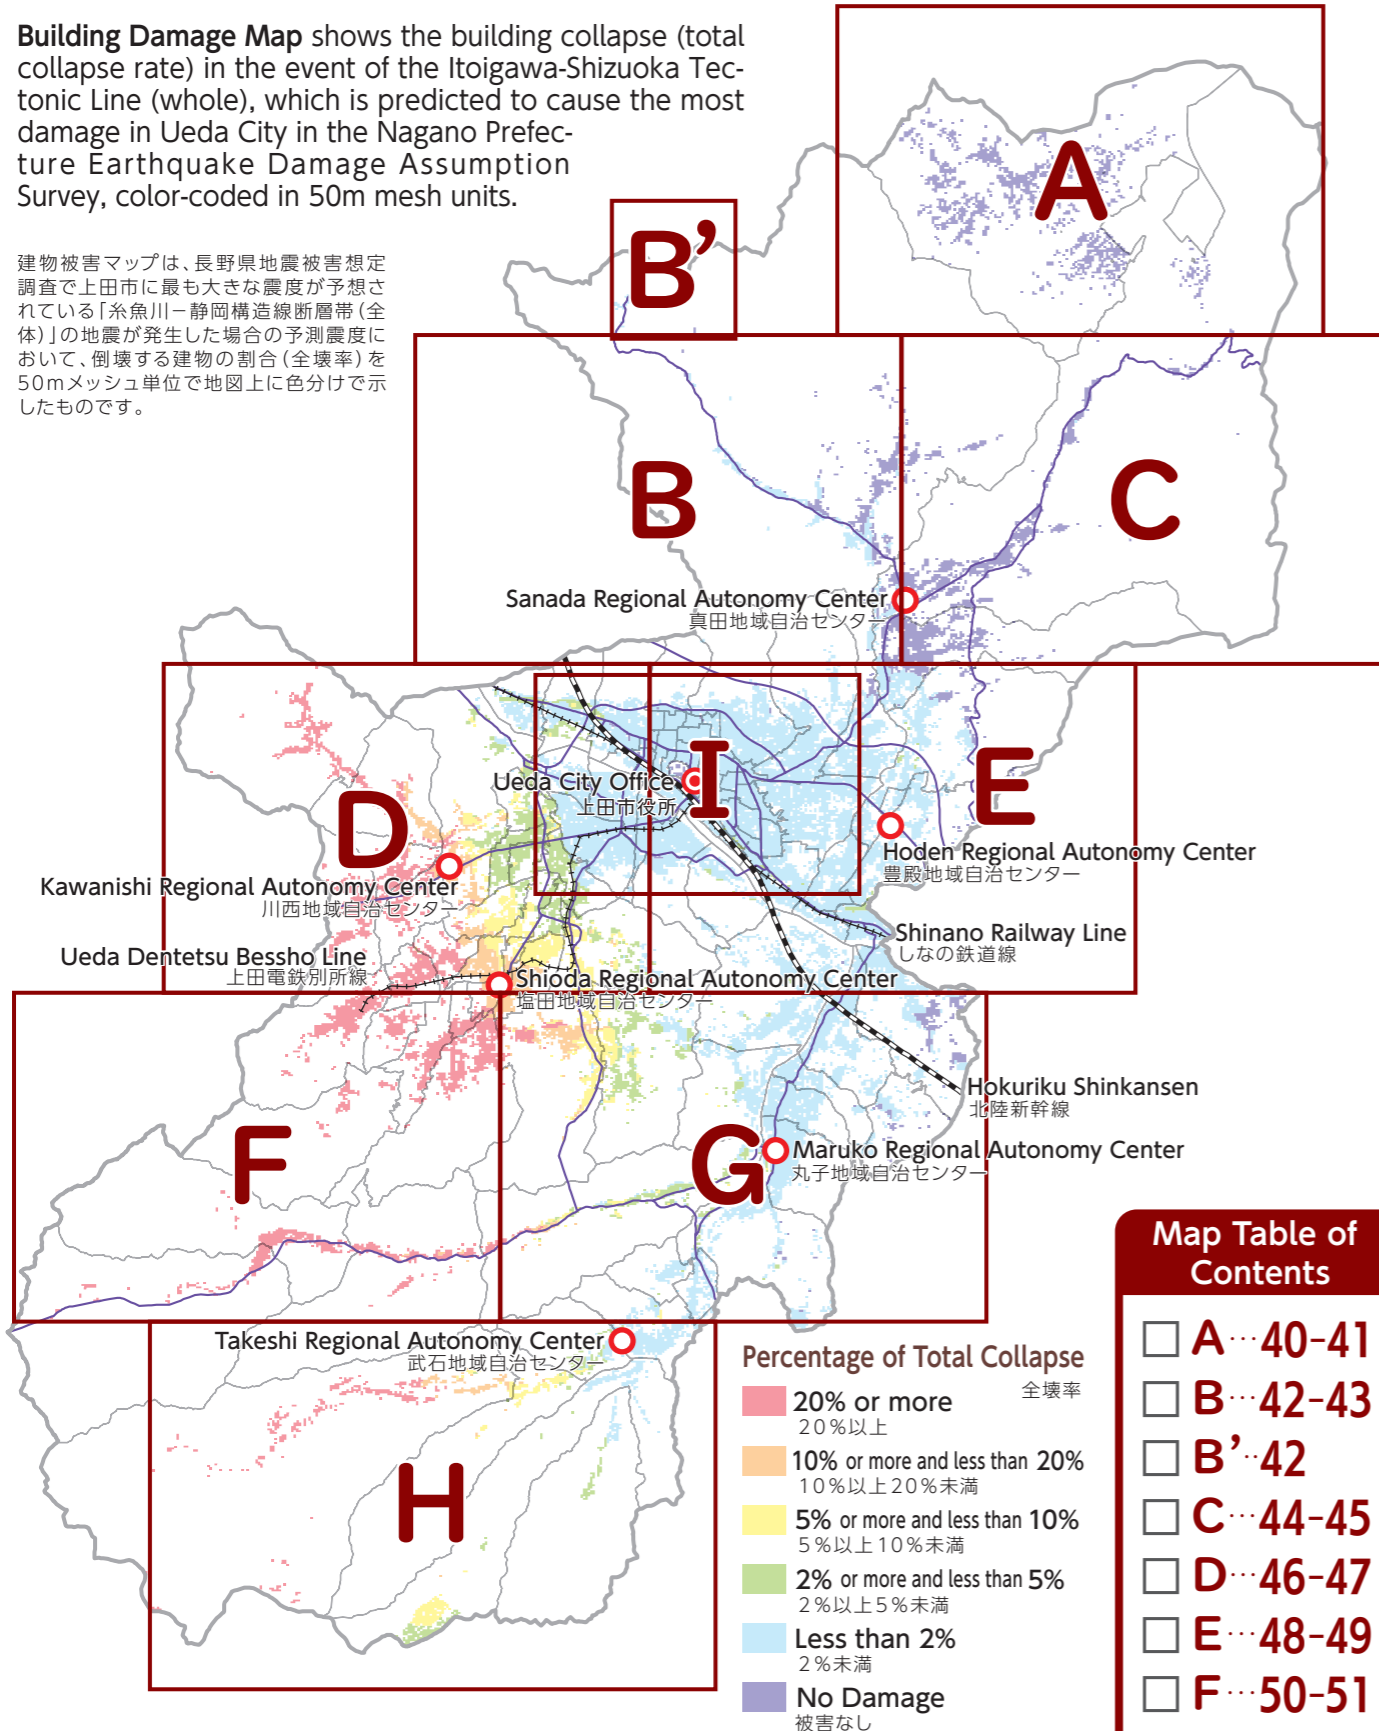 Building Damage Map shows the building collapse (total
collapse rate) in the event of the Itoigawa-Shizuoka Tec-
tonic Line (whole), which is predicted to cause the most
damage in Ueda City in the Nagano Prefec-
ture Earthquake Damage Assumption
Survey, color-coded in 50m mesh units.
建物被害マップは、長野県地震被害想定
調査で上田市に最も大きな震度が予想さ
れている「糸魚川－静岡構造線断層帯（全
体）」の地震が発生した場合の予測震度に
おいて、倒壊する建物の割合（全壊率）を
50mメッシュ単位で地図上に色分けで示
したものです。
A
B’
B
C
Sanada Regional Autonomy Center
真田地域自治センター
I
E
D
Ueda City Office
上田市役所
Hoden Regional Autonomy Center
豊殿地域自治センター
Kawanishi Regional Autonomy Center
川西地域自治センター
Shinano Railway Line
しなの鉄道線
Ueda Dentetsu Bessho Line
上田電鉄別所線
Shioda Regional Autonomy Center
塩田地域自治センター
Hokuriku Shinkansen
北陸新幹線
F
G
Maruko Regional Autonomy Center
丸子地域自治センター
Takeshi Regional Autonomy Center
武石地域自治センター
H
Percentage of Total Collapse
全壊率
20% or more
20％以上
10% or more and less than 20%
10％以上20％未満
5% or more and less than 10%
5％以上10％未満
2% or more and less than 5%
2％以上5％未満
Less than 2%
2％未満
No Damage
被害なし
Map Table of
Contents
□ A…40-41
□ B…42-43
□ B’‥42
□ C…44-45
□ D…46-47
□ E…48-49
□ F…50-51